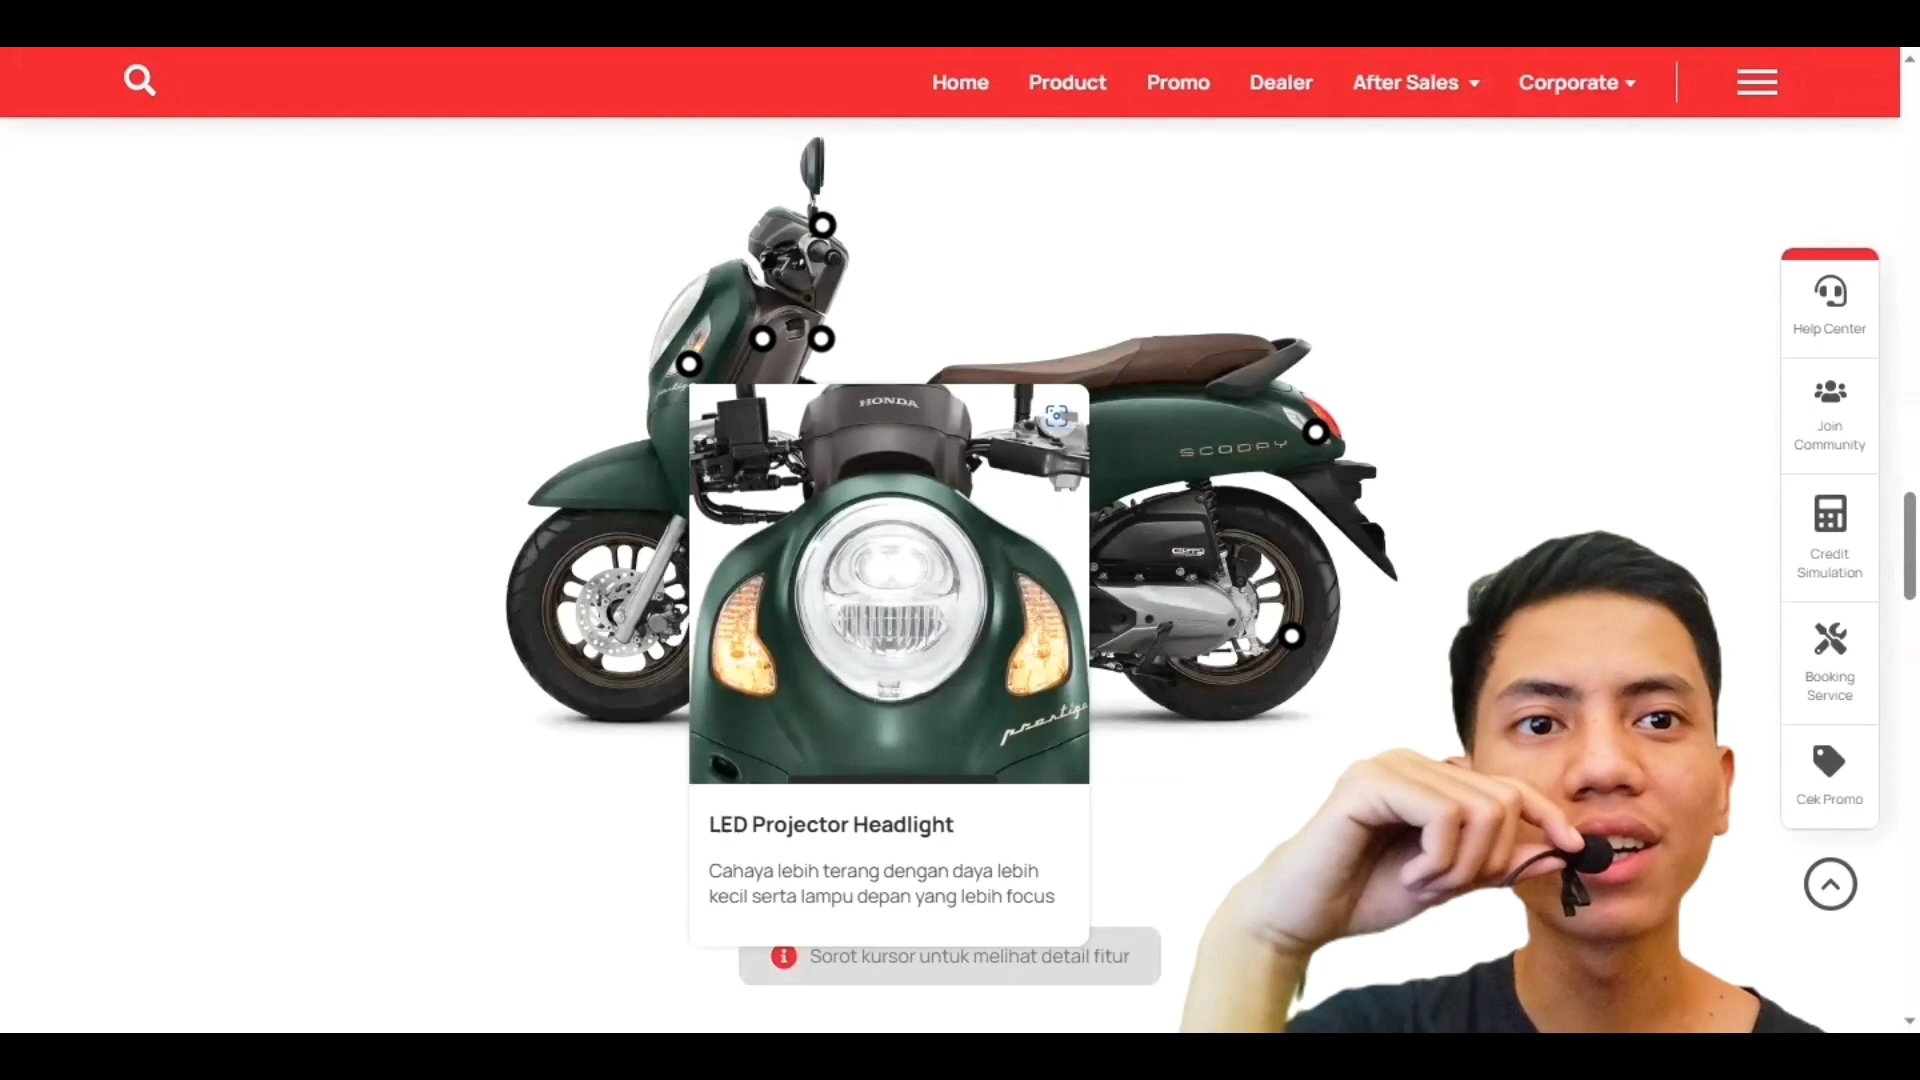 Home Product Promo Dealer After Sales Corporate
HONDA
SCOOPY
prestige
LED Projector Headlight
Cahaya lebih terang dengan daya lebih
kecil serta lampu depan yang lebih focus
Sorot kursor untuk melihat detail fitur
Help Center
Join
Community
Credit
Simulation
Booking
Service
Cek Promo